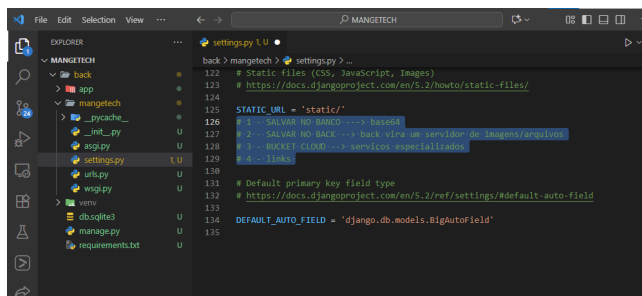 File Edit Selection View ...
MANGETECH
EXPLORER
MANGETECH
back
app
mangetech
__pycache__
__init__.py U
asgi.py U
settings.py 1, U
urls.py U
wsgi.py U
venv
db.sqlite3 U
manage.py U
requirements.txt U
24
settings.py 1, U
back > mangetech > settings.py > ...
122 # Static files (CSS, JavaScript, Images)
123 # https://docs.djangoproject.com/en/5.2/howto/static-files/
124
125 STATIC_URL = 'static/'
126 # 1 - SALVAR NO BANCO ---> base64
127 # 2 - SALVAR NO BACK --> back vira um servidor de imagens/arquivos
128 # 3 - BUCKET CLOUD --> serviços especializados
129 # 4 - links
130
131 # Default primary key field type
132 # https://docs.djangoproject.com/en/5.2/ref/settings/#default-auto-field
133
134 DEFAULT_AUTO_FIELD = 'django.db.models.BigAutoField'
135